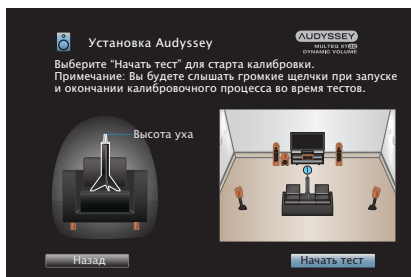 Установка Audyssey
AUDYSSEY
MULTEQ XT32
DYNAMIC VOLUME
Выберите "Начать тест" для старта калибровки.
Примечание: Вы будете слышать громкие щелчки при запуске
и окончании калибровочного процесса во время тестов.
Высота уха
1
Назад
Начать тест